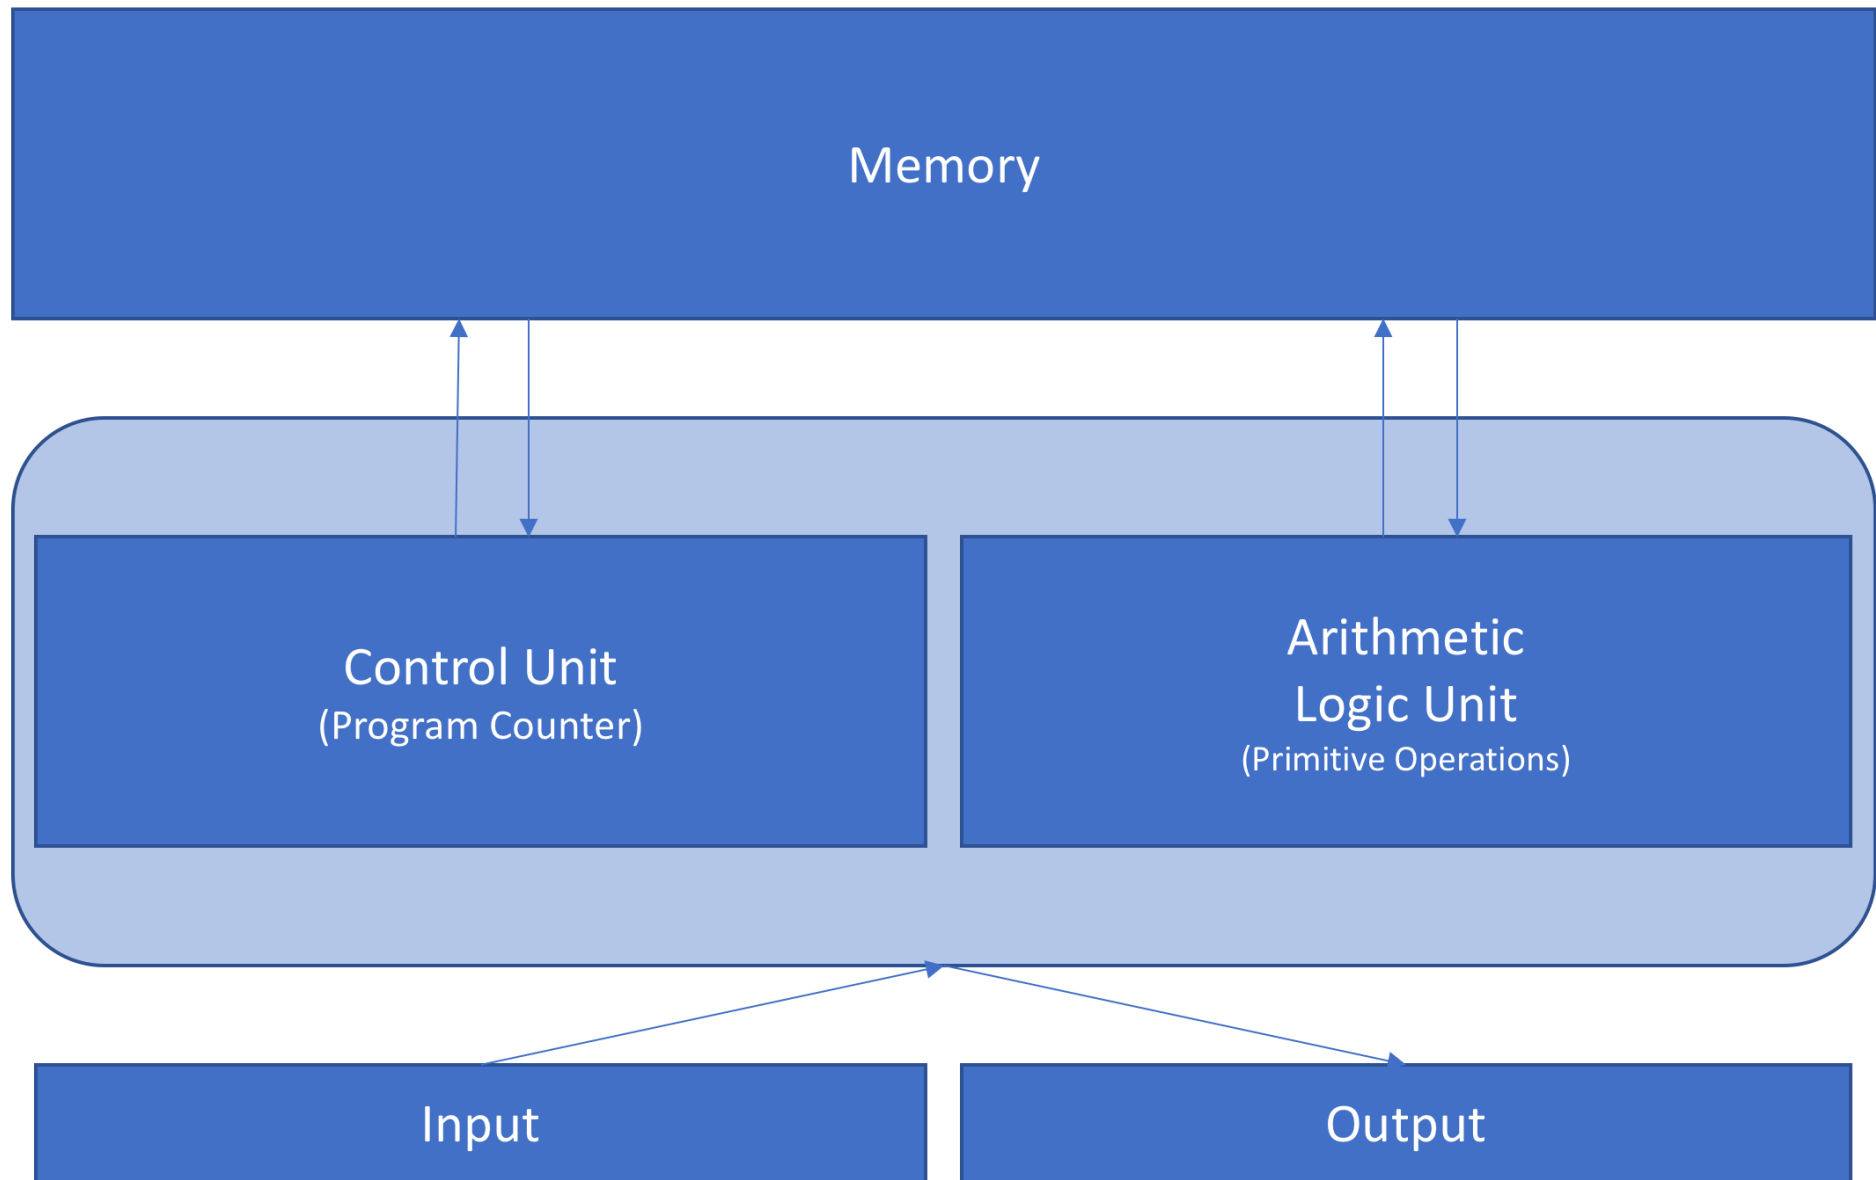 Memory
Control Unit
(Program Counter)
Arithmetic
Logic Unit
(Primitive Operations)
Input
Output